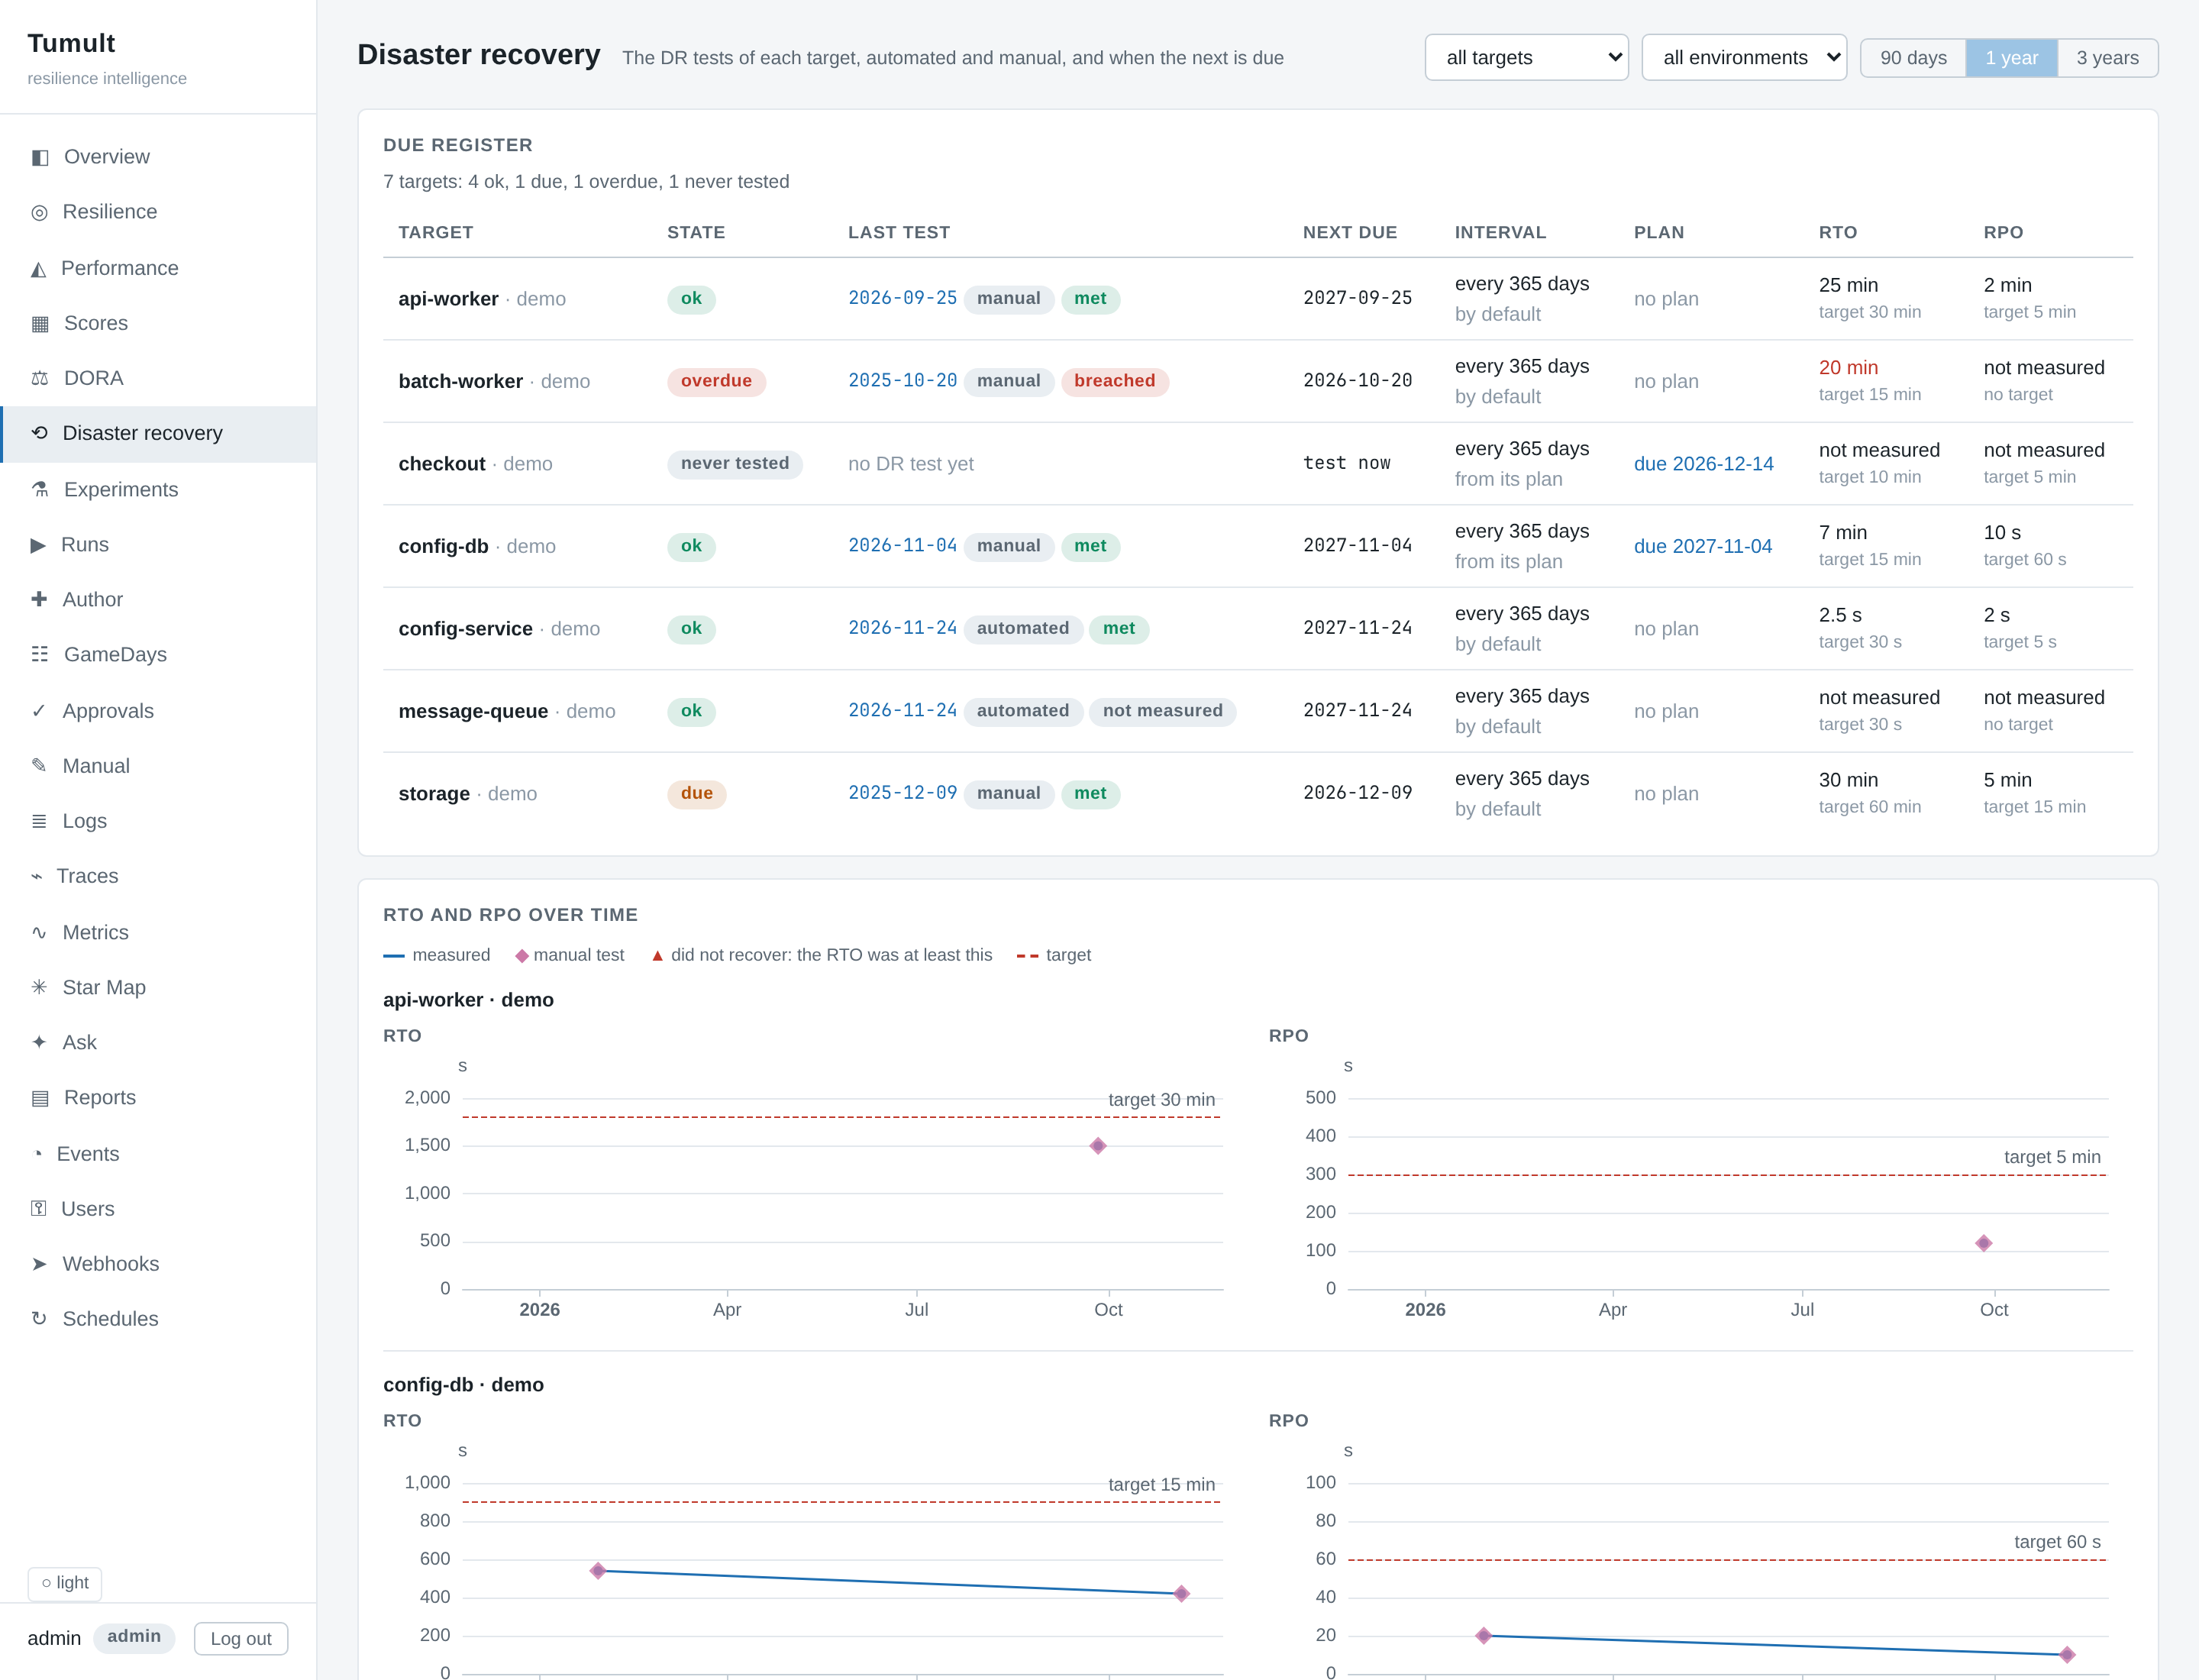 Tumult
resilience intelligence
Overview
Resilience
Performance
Scores
DORA
Disaster recovery
Experiments
Runs
Author
GameDays
Approvals
Manual
Logs
Traces
Metrics
Star Map
Ask
Reports
Events
Users
Webhooks
Schedules
light
admin admin Log out
Disaster recovery The DR tests of each target, automated and manual, and when the next is due all targets all environments 90 days 1 year 3 years
DUE REGISTER
7 targets: 4 ok, 1 due, 1 overdue, 1 never tested
TARGET STATE LAST TEST NEXT DUE INTERVAL PLAN RTO RPO
api-worker · demo ok 2026-09-25 manual met 2027-09-25 every 365 days no plan 25 min 2 min
by default target 30 min target 5 min
batch-worker · demo overdue 2025-10-20 manual breached 2026-10-20 every 365 days no plan 20 min not measured
by default target 15 min no target
checkout · demo never tested no DR test yet test now every 365 days due 2026-12-14 not measured not measured
from its plan target 10 min target 5 min
config-db · demo ok 2026-11-04 manual met 2027-11-04 every 365 days due 2027-11-04 7 min 10 s
from its plan target 15 min target 60 s
config-service · demo ok 2026-11-24 automated met 2027-11-24 every 365 days no plan 2.5 s 2 s
by default target 30 s target 5 s
message-queue · demo ok 2026-11-24 automated not measured 2027-11-24 every 365 days no plan not measured not measured
by default target 30 s no target
storage · demo due 2025-12-09 manual met 2026-12-09 every 365 days no plan 30 min 5 min
by default target 60 min target 15 min
RTO AND RPO OVER TIME
measured manual test did not recover: the RTO was at least this target
api-worker · demo
RTO
s
2,000
target 30 min
1,500
1,000
500
0
2026 Apr Jul Oct
RPO
s
500
400
target 5 min
300
200
100
0
2026 Apr Jul Oct
config-db · demo
RTO
s
1,000
target 15 min
800
600
400
200
0
RPO
s
100
80
target 60 s
60
40
20
0